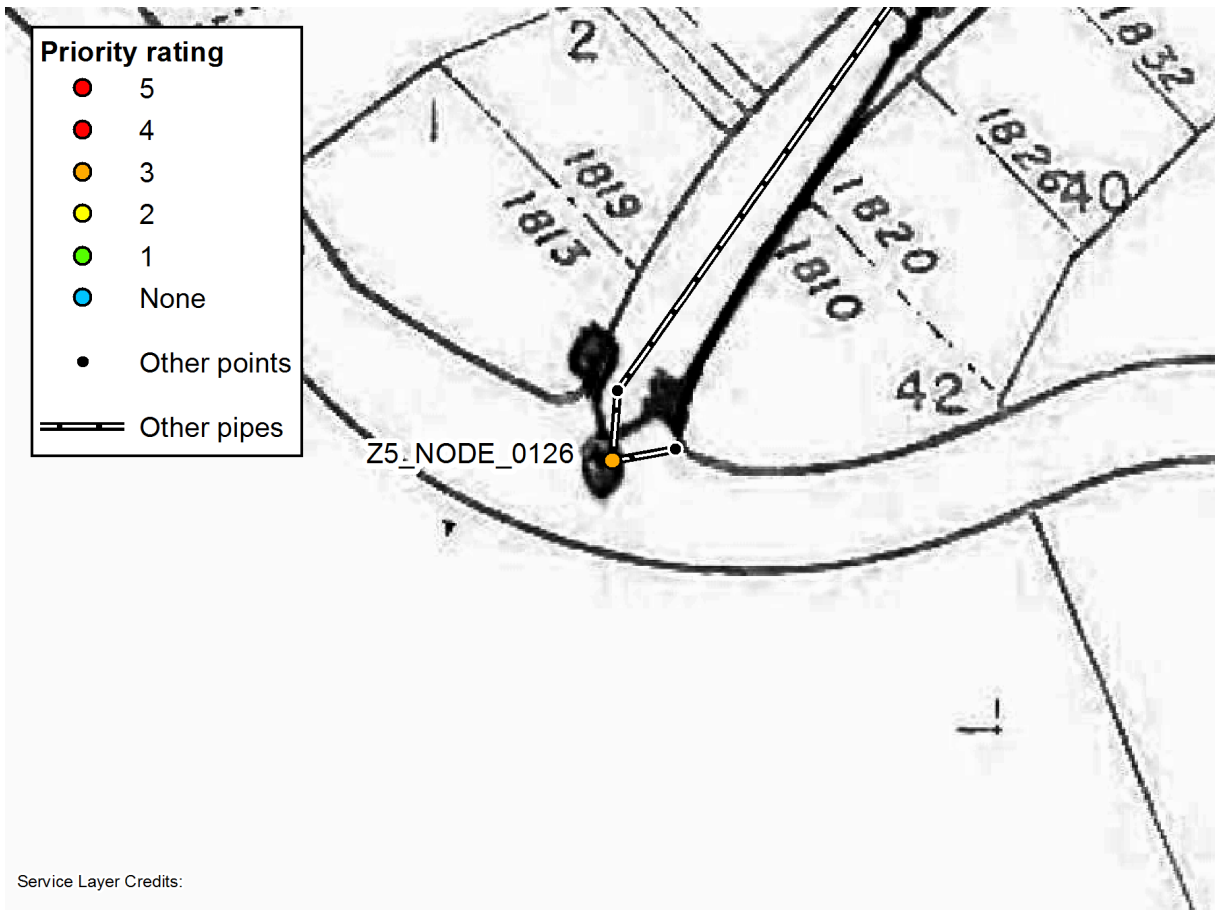 Priority rating
5
4
3
2
1
None
Other points
Other pipes
2
1
1819
1813
1832
1826
40
1820
1810
42
Z5_NODE_0126
Service Layer Credits: